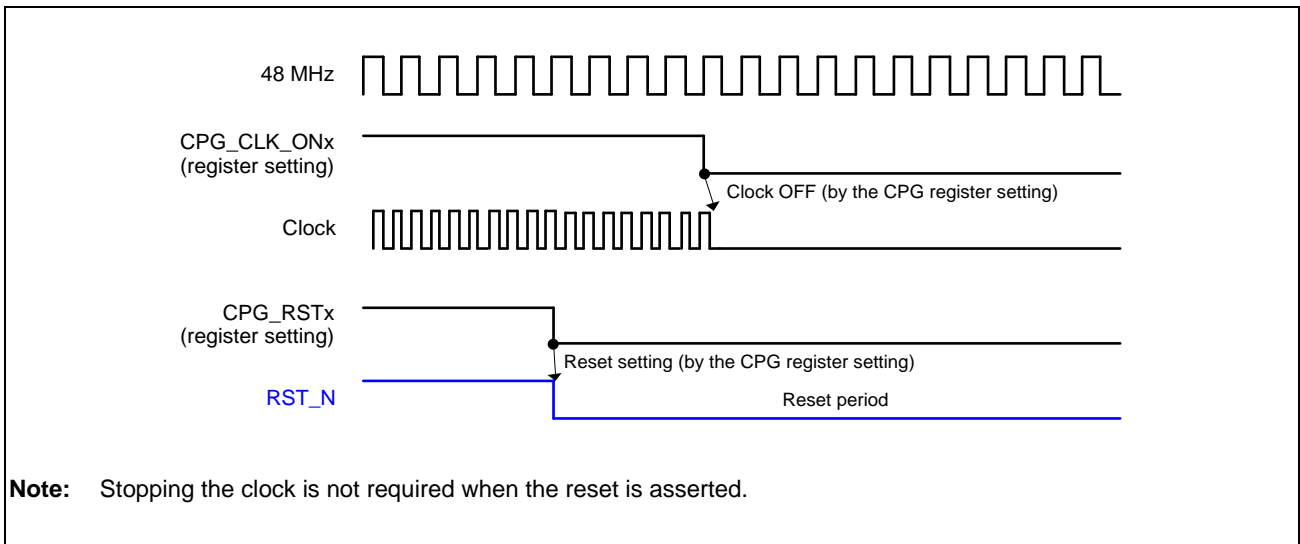 48 MHz
CPG_CLK_ONx
(register setting)
Clock OFF (by the CPG register setting)
Clock
CPG_RSTx
(register setting)
Reset setting (by the CPG register setting)
RST_N
Reset period
Note: Stopping the clock is not required when the reset is asserted.